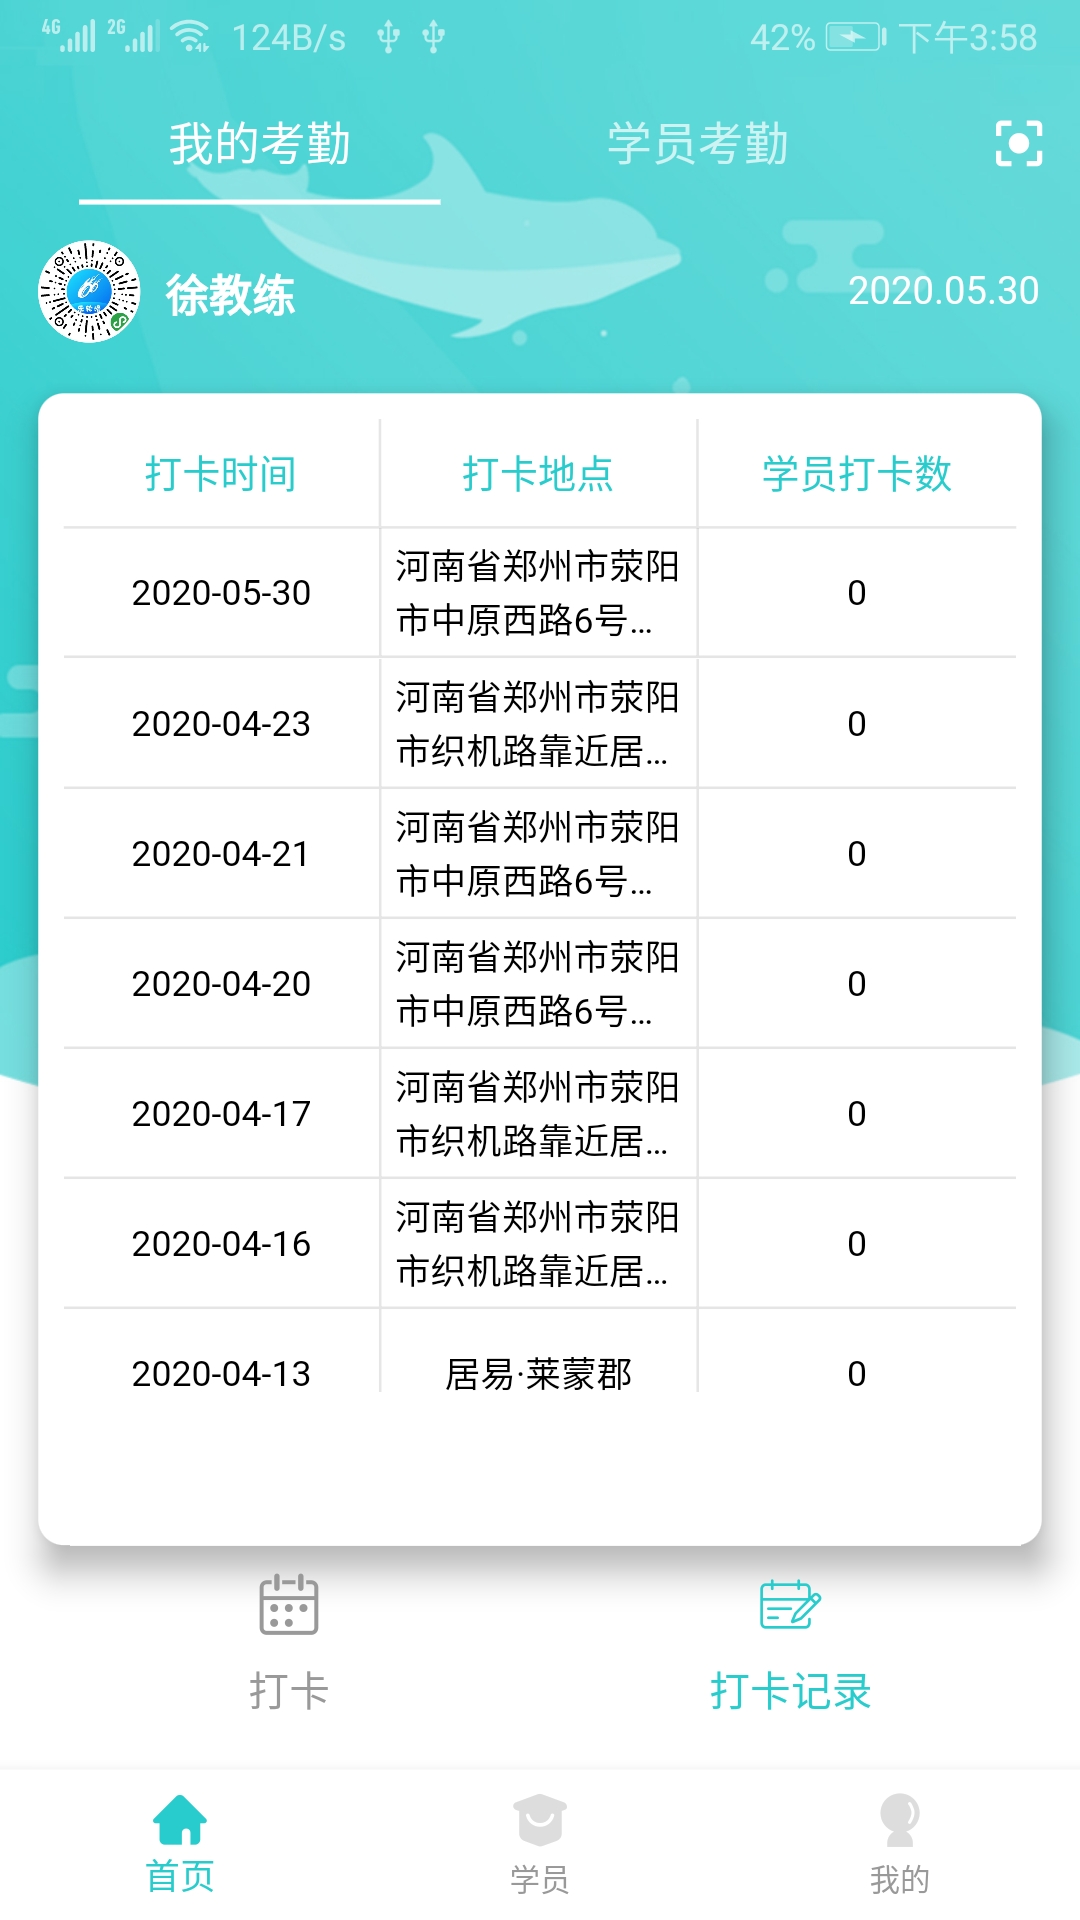 4G 2G 124B/s 42% 下午3:58
我的考勤 学员考勤
徐教练 2020.05.30
打卡时间 打卡地点 学员打卡数
2020-05-30 河南省郑州市荥阳 0
市中原西路6号...
2020-04-23 河南省郑州市荥阳 0
市织机路靠近居...
2020-04-21 河南省郑州市荥阳 0
市中原西路6号...
2020-04-20 河南省郑州市荥阳 0
市中原西路6号...
2020-04-17 河南省郑州市荥阳 0
市织机路靠近居...
2020-04-16 河南省郑州市荥阳 0
市织机路靠近居...
2020-04-13 居易·莱蒙郡 0
打卡 打卡记录
首页 学员 我的